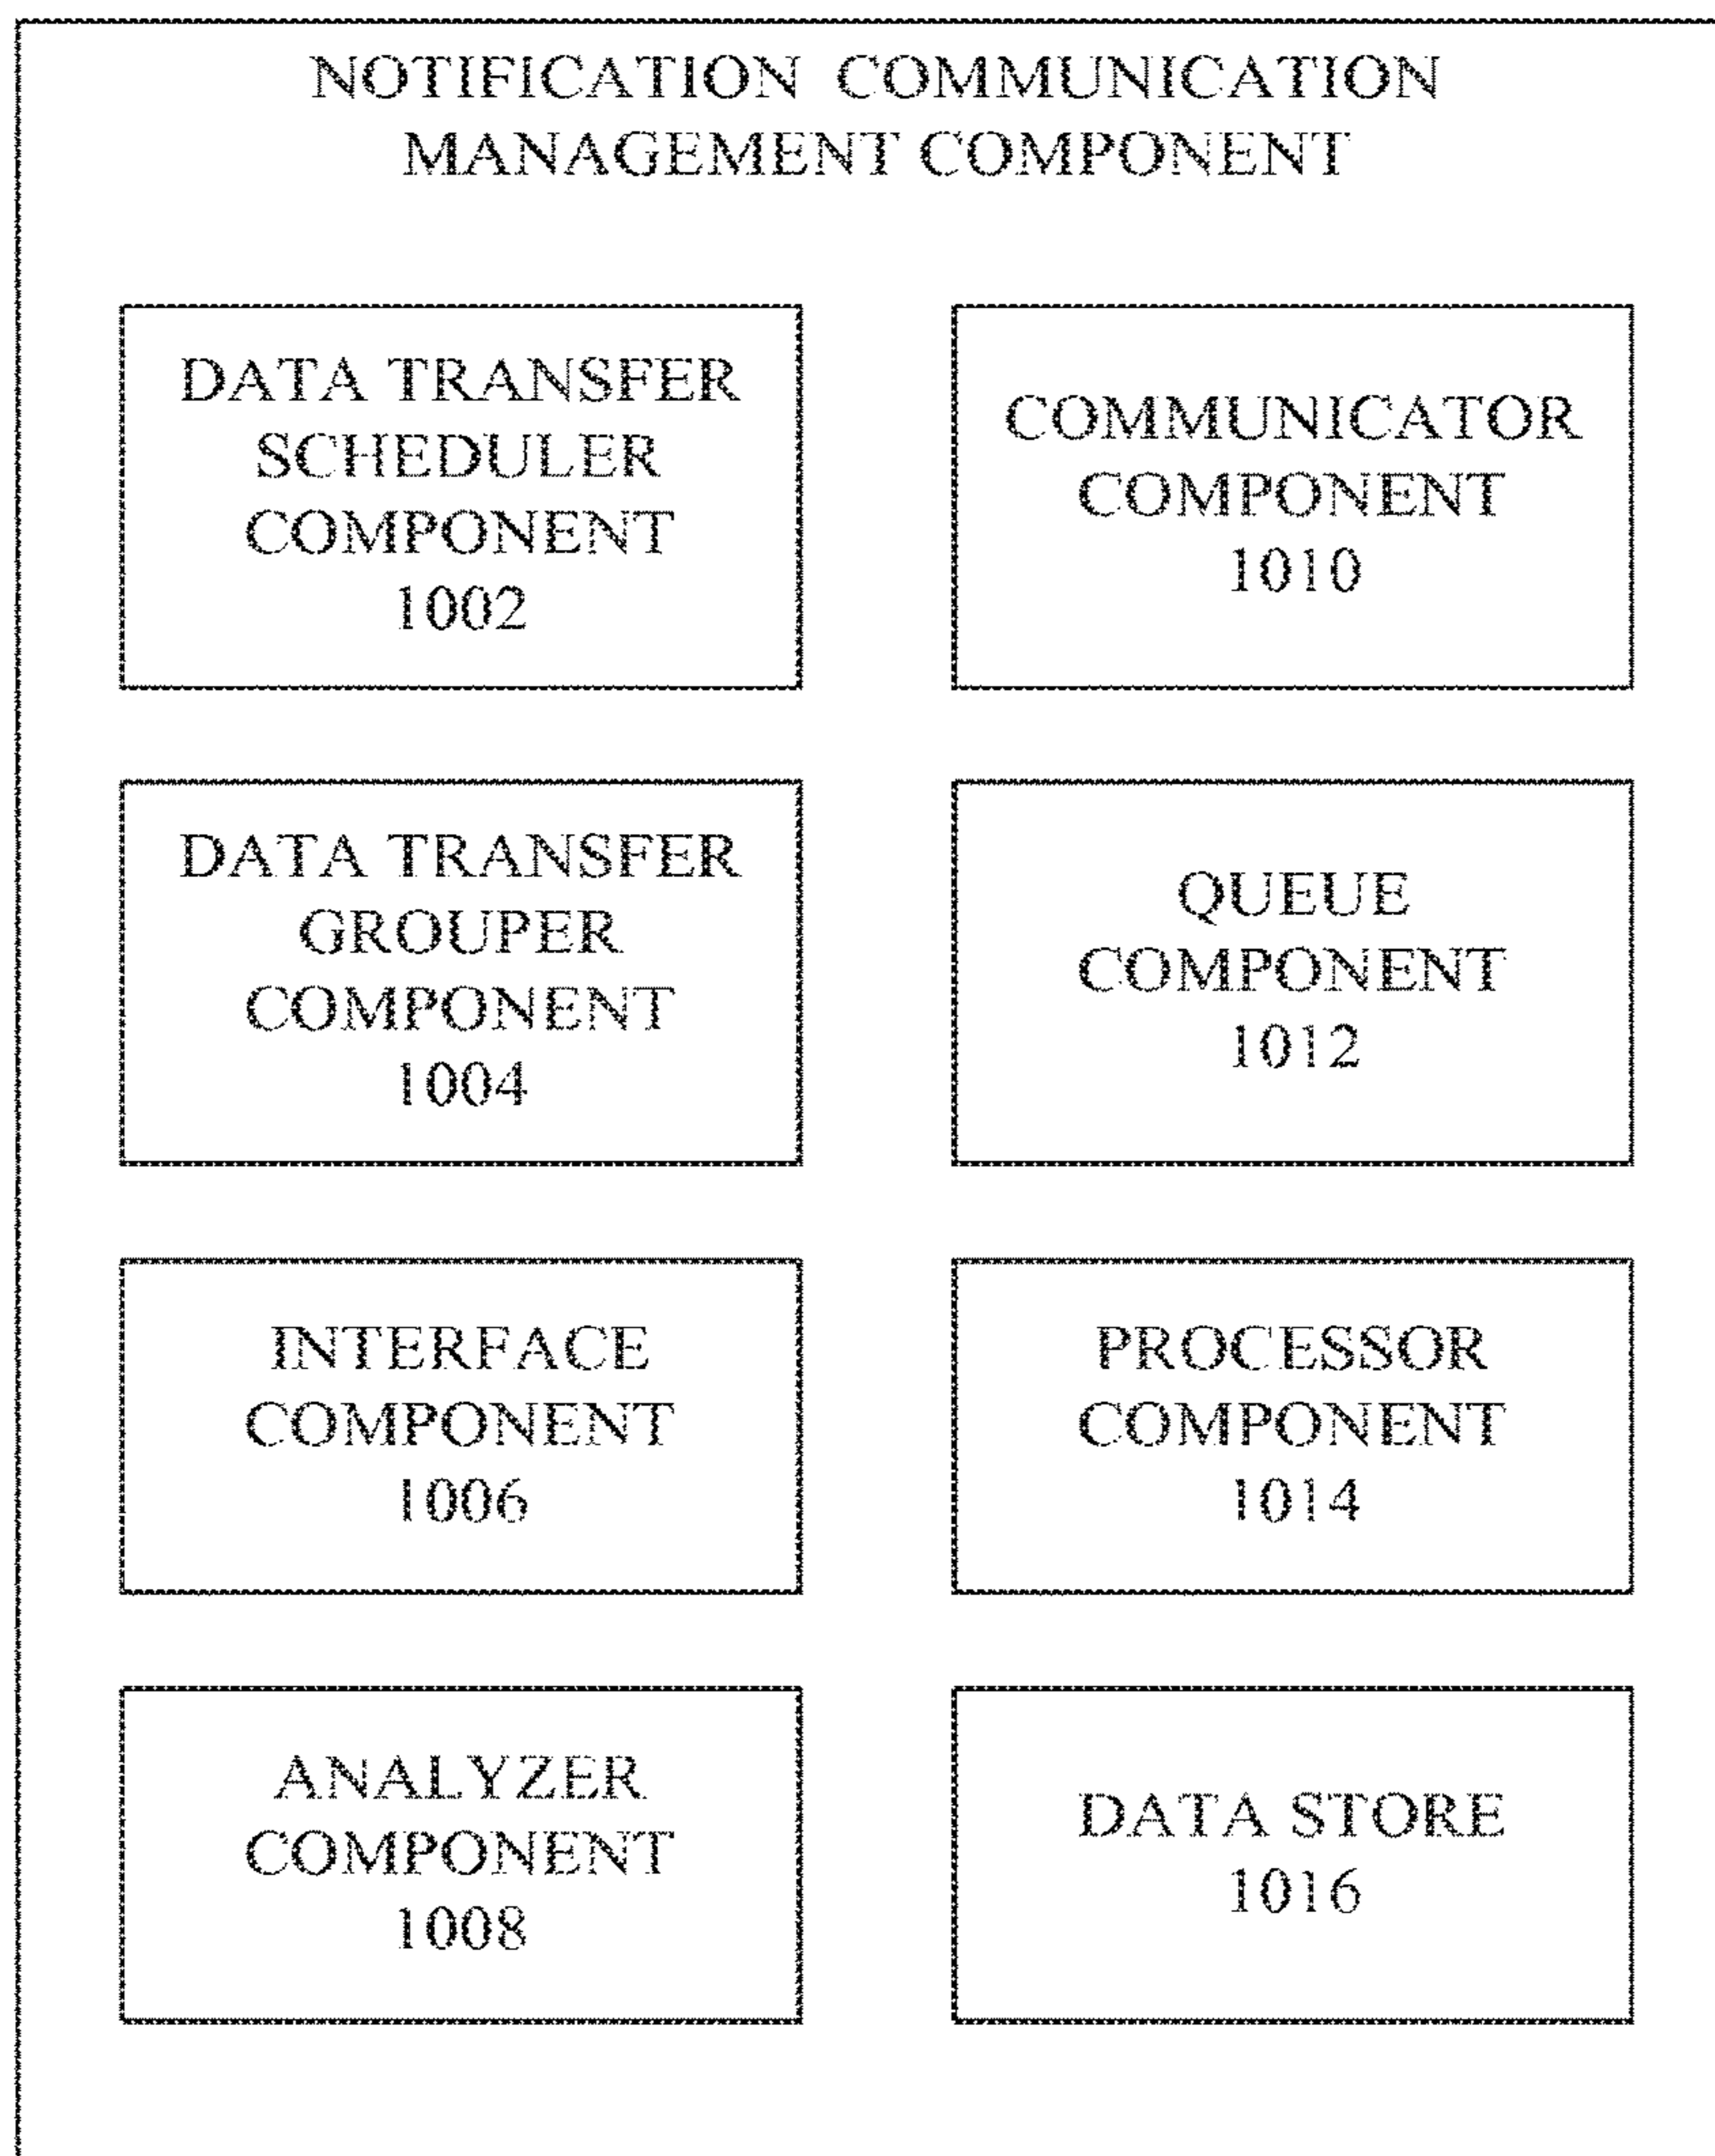 NOTIFICATION COMMUNICATION
MANAGEMENT COMPONENT
DATA TRANSFER
SCHEDULER
COMPONENT
1002
COMMUNICATOR
COMPONENT
1010
DATA TRANSFER
GROUPER
COMPONENT
1004
QUEUE
COMPONENT
1012
INTERFACE
COMPONENT
1006
PROCESSOR
COMPONENT
1014
ANALYZER
COMPONENT
1008
DATA STORE
1016